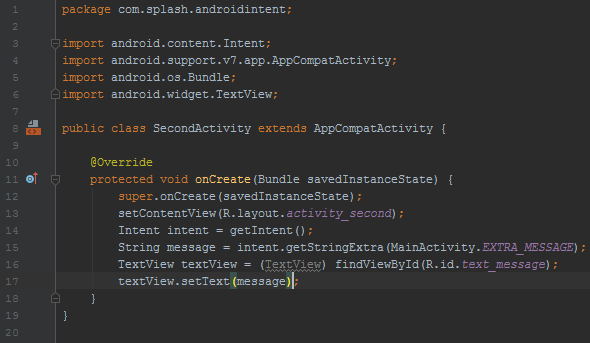 1 package com.splash.androidintent;
2
3 import android.content.Intent;
4 import android.support.v7.app.AppCompatActivity;
5 import android.os.Bundle;
6 import android.widget.TextView;
7
8 public class SecondActivity extends AppCompatActivity {
9
10     @Override
11     protected void onCreate(Bundle savedInstanceState) {
12         super.onCreate(savedInstanceState);
13         setContentView(R.layout.activity_second);
14         Intent intent = getIntent();
15         String message = intent.getStringExtra(MainActivity.EXTRA_MESSAGE);
16         TextView textView = (TextView) findViewById(R.id.text_message);
17         textView.setText(message);
18     }
19 }
20